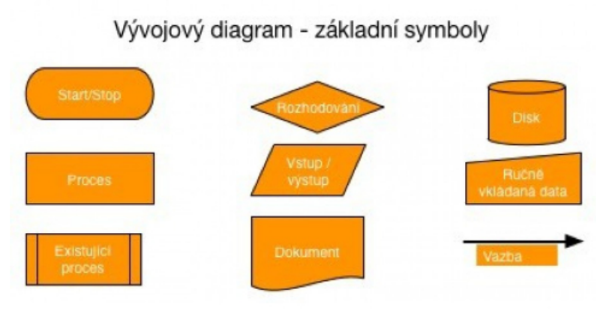 Vývojový diagram - základní symboly
Start/Stop
Rozhodování
Disk
Proces
Vstup /
výstup
Ručně
vkládaná data
Existující
proces
Dokument
Vazba